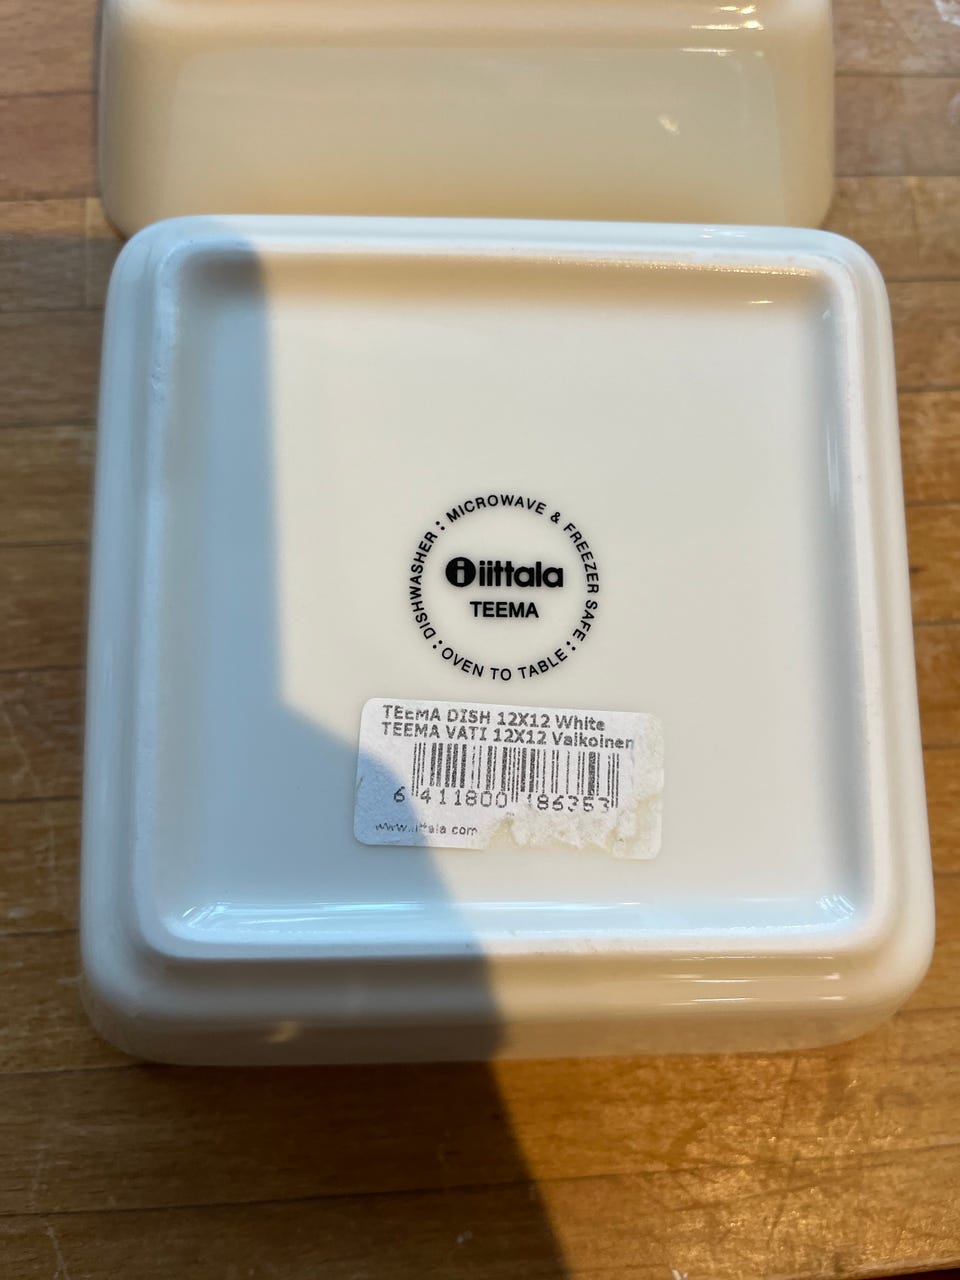 MICROWAVE & FREEZER SAFE :
OVEN TO TABLE :
DISHWASHER :
i iittala
TEEMA
TEEMA DISH 12X12 White
TEEMA VATI 12X12 Valkoinen
6 411800 186353
www.iittala.com